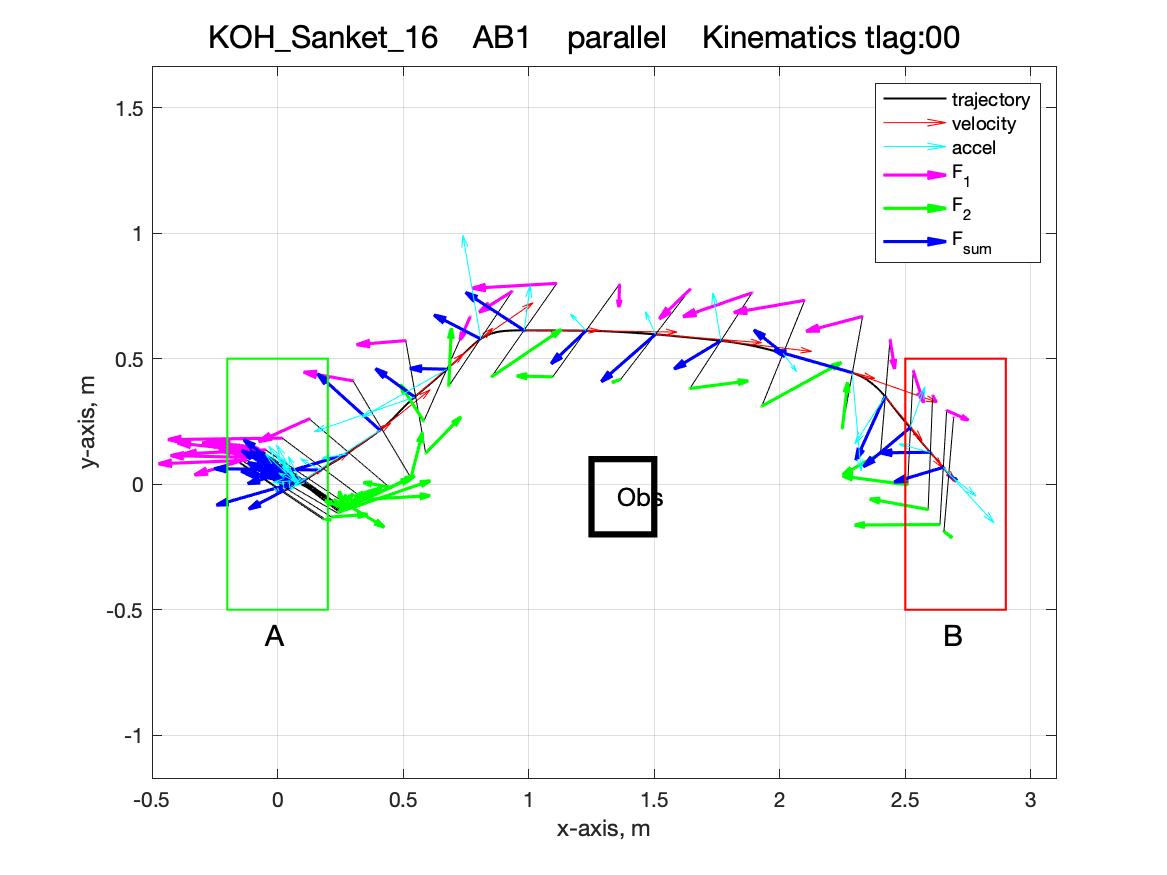 KOH_Sanket_16 AB1 parallel Kinematics tlag:00
trajectory
velocity
accel
F1
F2
Fsum
1.5
1
0.5
0
-0.5
-1
y-axis, m
Obs
A
B
-0.5 0 0.5 1 1.5 2 2.5 3
x-axis, m